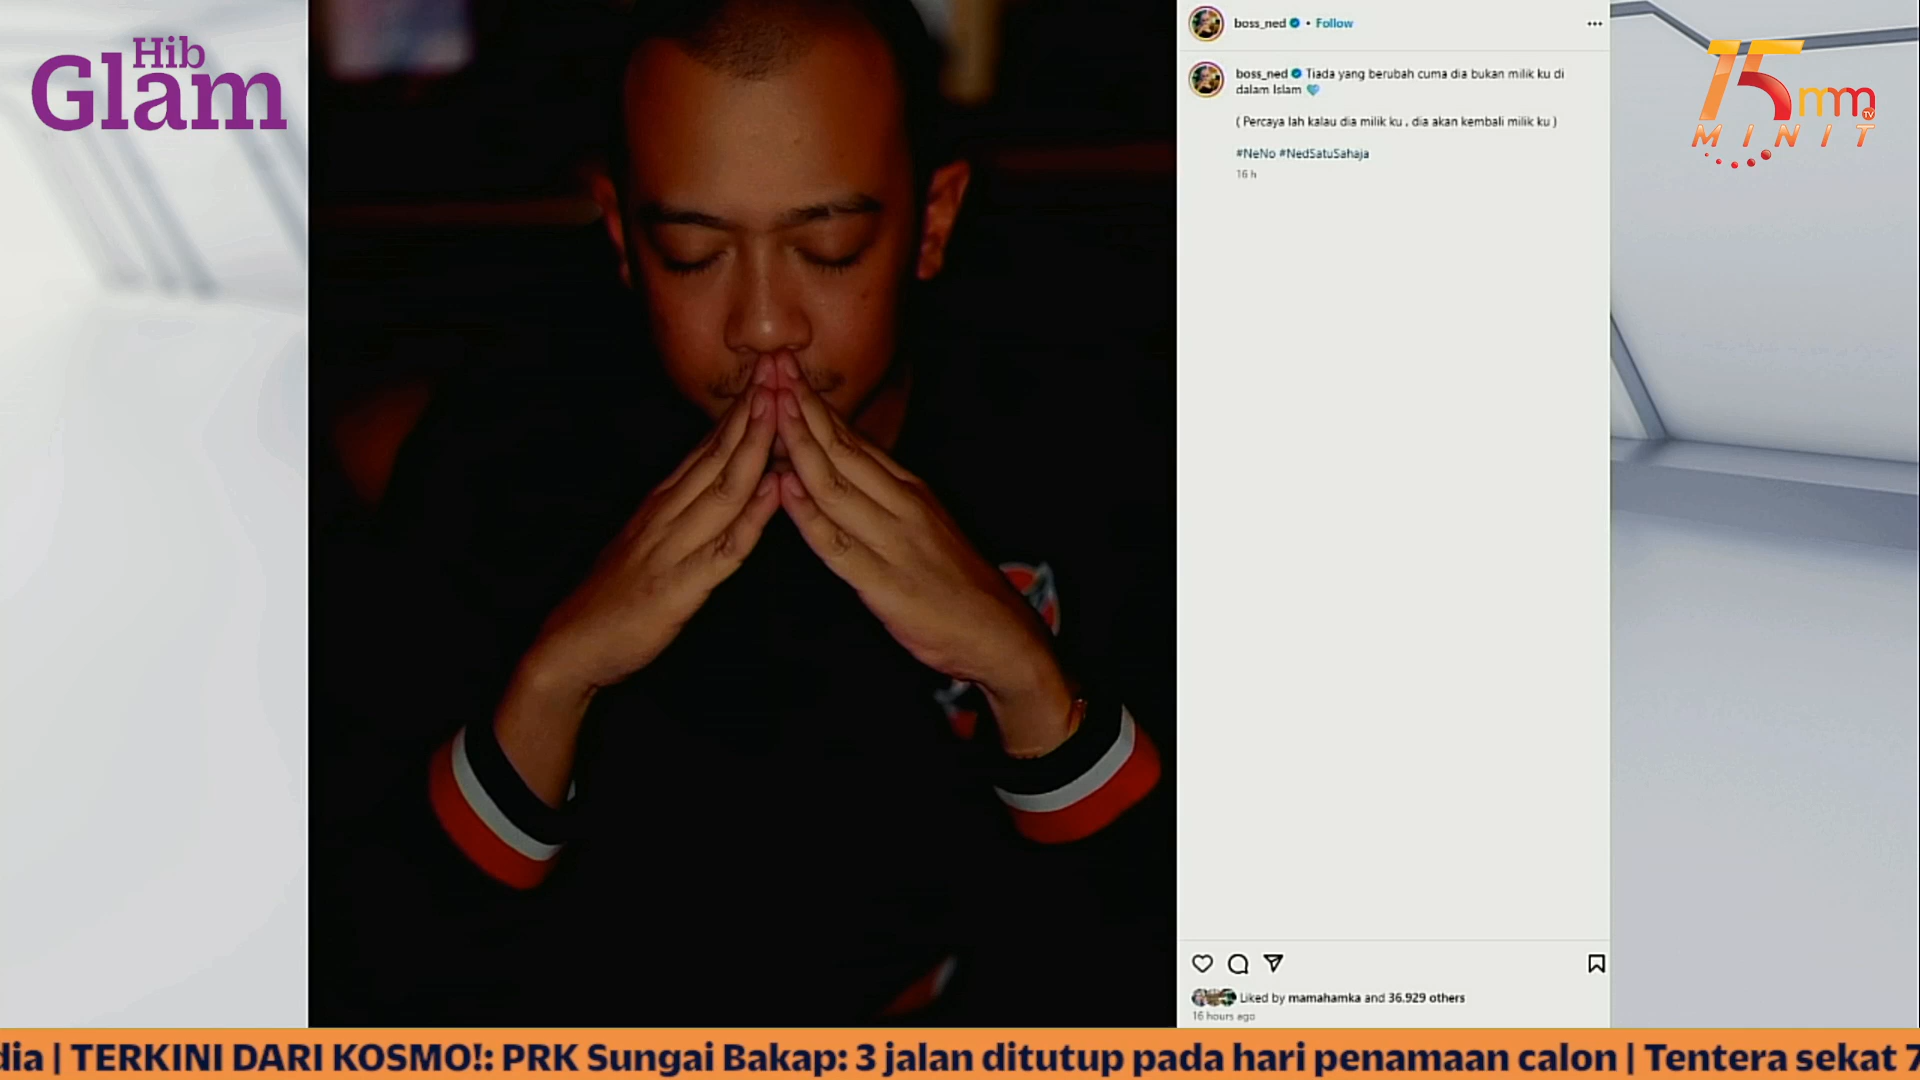 Hib
Glam
boss_ned • Follow
boss_ned Tiada yang berubah cuma dia bukan milik ku di
dalam Islam 🩵
( Percaya lah kalau dia milik ku , dia akan kembali milik ku )
#NeNo #NedSatuSahaja
16 h
15 mm TV
MINIT
Liked by mamahamka and 36.929 others
16 hours ago
dia | TERKINI DARI KOSMO!: PRK Sungai Bakap: 3 jalan ditutup pada hari penamaan calon | Tentera sekat 7